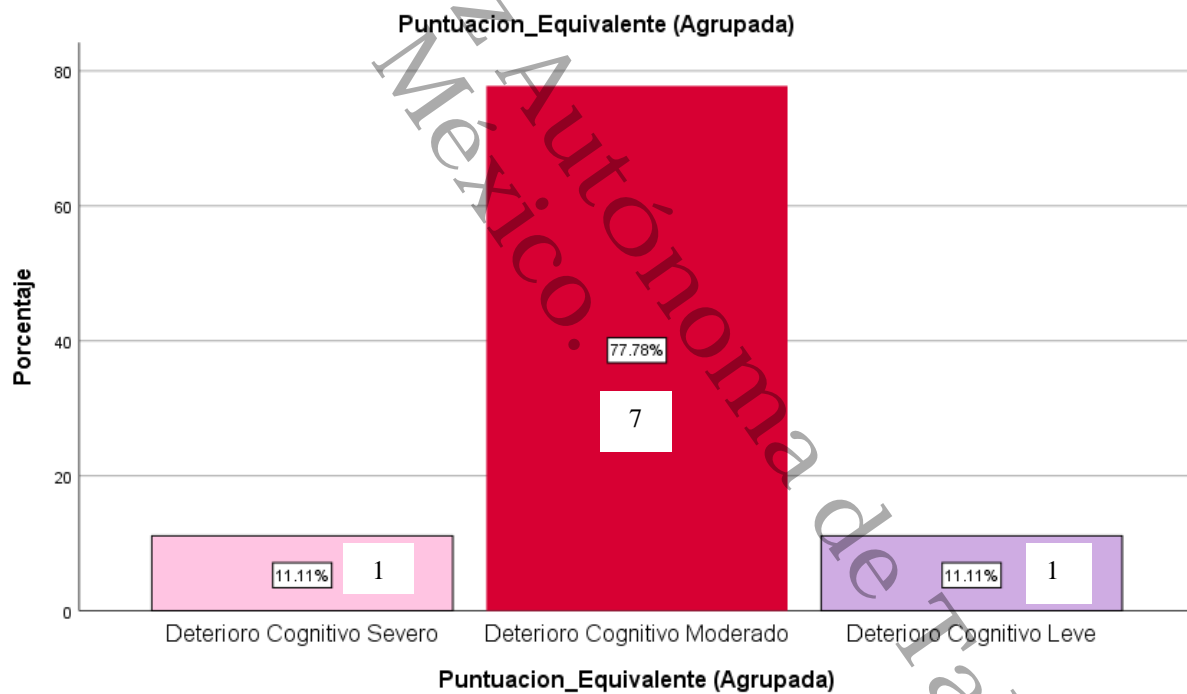 Puntuacion_Equivalente (Agrupada)
z Autónoma de
México.
Porcentaje
80
60
40
20
0
77.78%
7
11.11%
1
11.11%
1
Deterioro Cognitivo Severo
Deterioro Cognitivo Moderado
Deterioro Cognitivo Leve
Puntuacion_Equivalente (Agrupada)